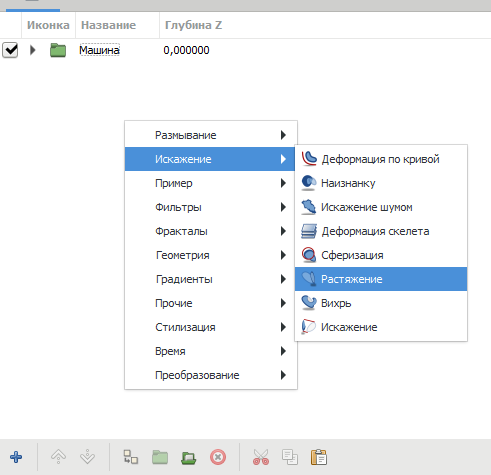 Иконка Название Глубина Z
Машина 0,000000
Размывание
Искажение
Пример
Фильтры
Фракталы
Геометрия
Градиенты
Прочие
Стилизация
Время
Преобразование
Деформация по кривой
Наизнанку
Искажение шумом
Деформация скелета
Сферизация
Растяжение
Вихрь
Искажение